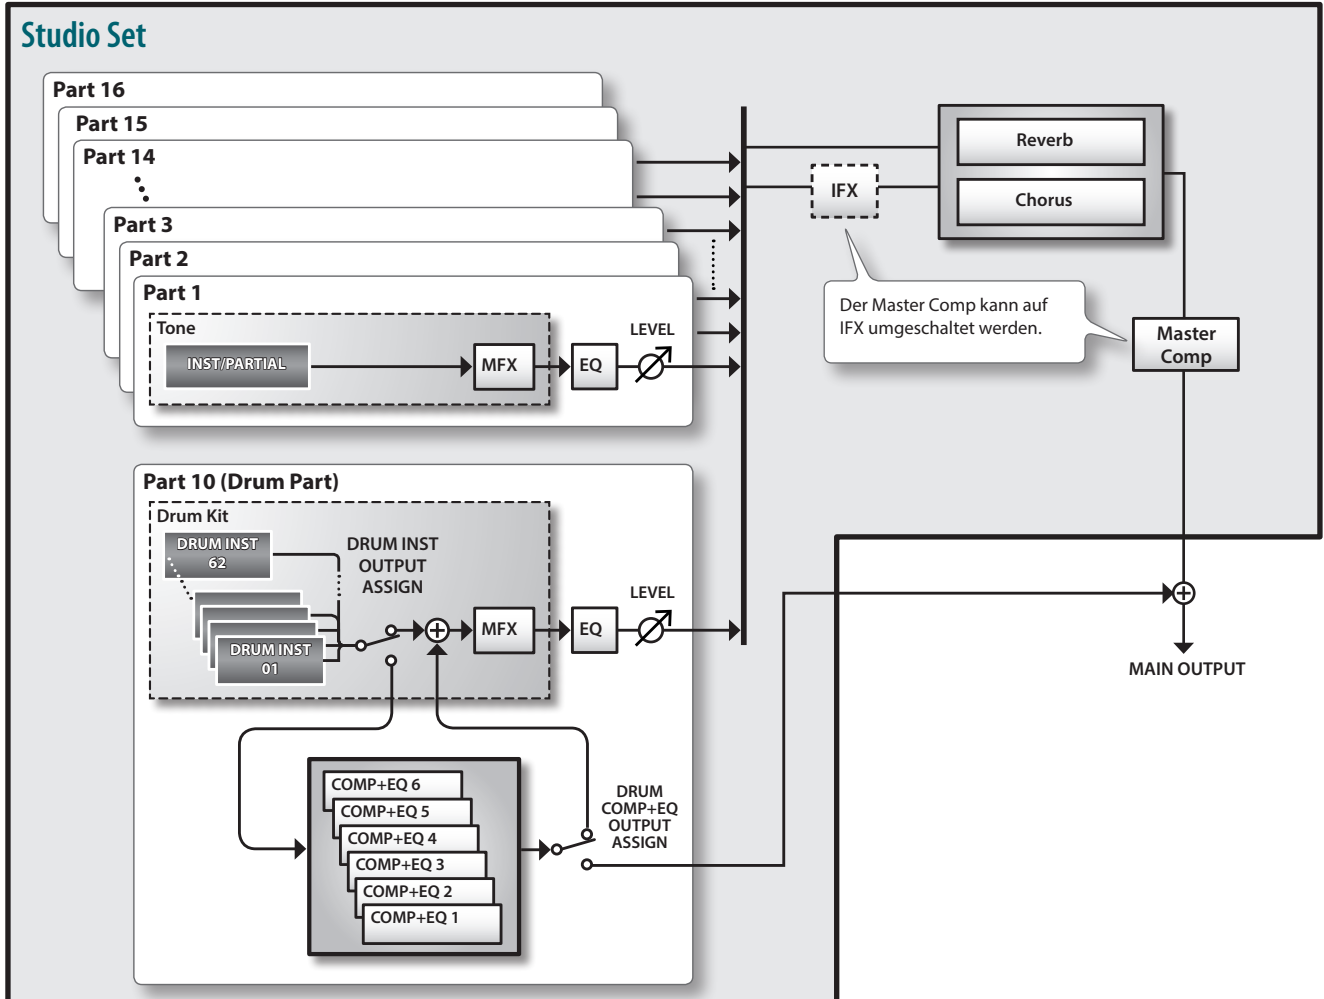 Studio Set
Part 16
Part 15
Part 14
Part 3
Part 2
Part 1
Tone
INST/PARTIAL
MFX
EQ
LEVEL
Reverb
IFX
Chorus
Der Master Comp kann auf
IFX umgeschaltet werden.
Master
Comp
Part 10 (Drum Part)
Drum Kit
DRUM INST
62
DRUM INST
OUTPUT
ASSIGN
DRUM INST
01
MFX
EQ
LEVEL
MAIN OUTPUT
COMP+EQ 6
COMP+EQ 5
COMP+EQ 4
COMP+EQ 3
COMP+EQ 2
COMP+EQ 1
DRUM
COMP+EQ
OUTPUT
ASSIGN